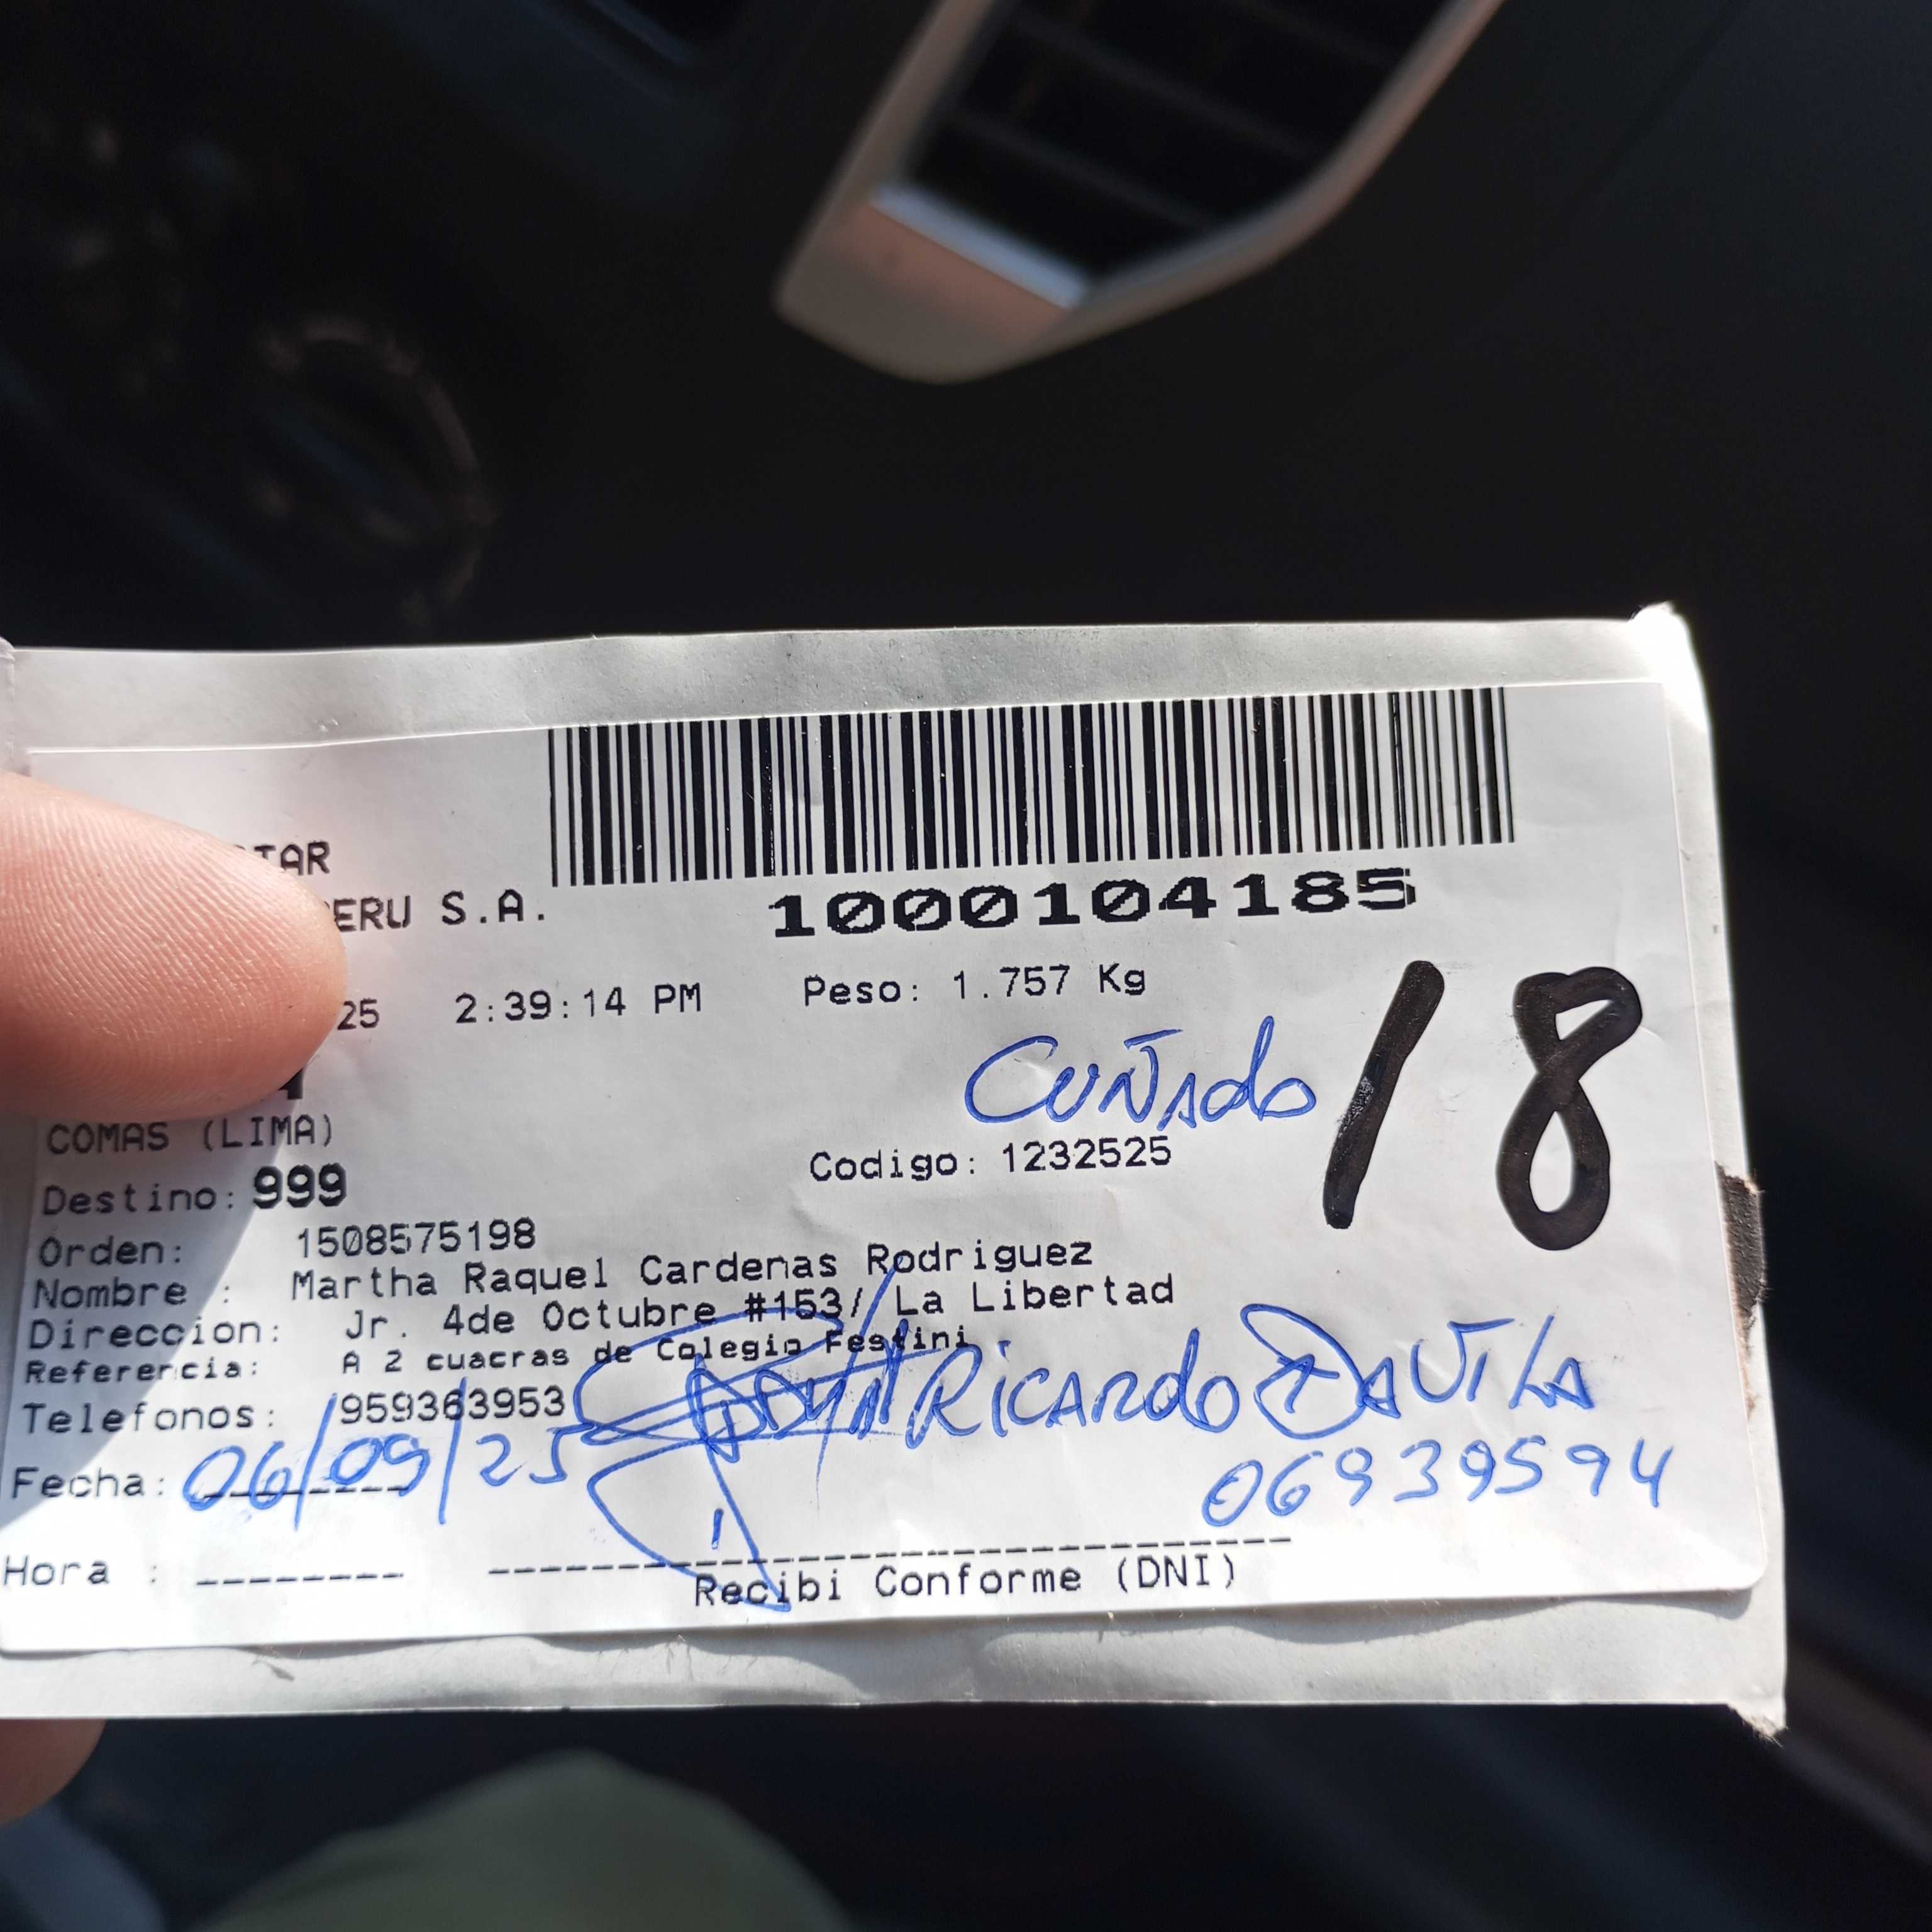 S.A.
1000104185
25 2:39:14 PM Peso: 1.757 Kg
CUÑAdo 18
COMAS (LIMA)
Codigo: 1232525
Destino: 999
Orden: 1508575198
Nombre : Martha Raquel Cardenas Rodriguez
Direccion: Jr. 4de Octubre #153/ La Libertad
Referencia: A 2 cuacras de Colegio Festini
Telefonos: 959363953
RicARdo DAVILA
Fecha: 06/09/25
06939594
Hora :
Recibi Conforme (DNI)